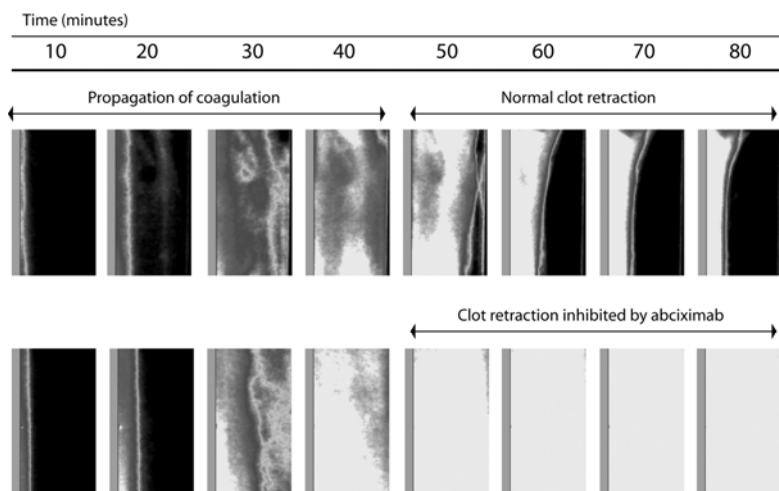 Time (minutes)
10 20 30 40 50 60 70 80
Propagation of coagulation Normal clot retraction
Clot retraction inhibited by abciximab